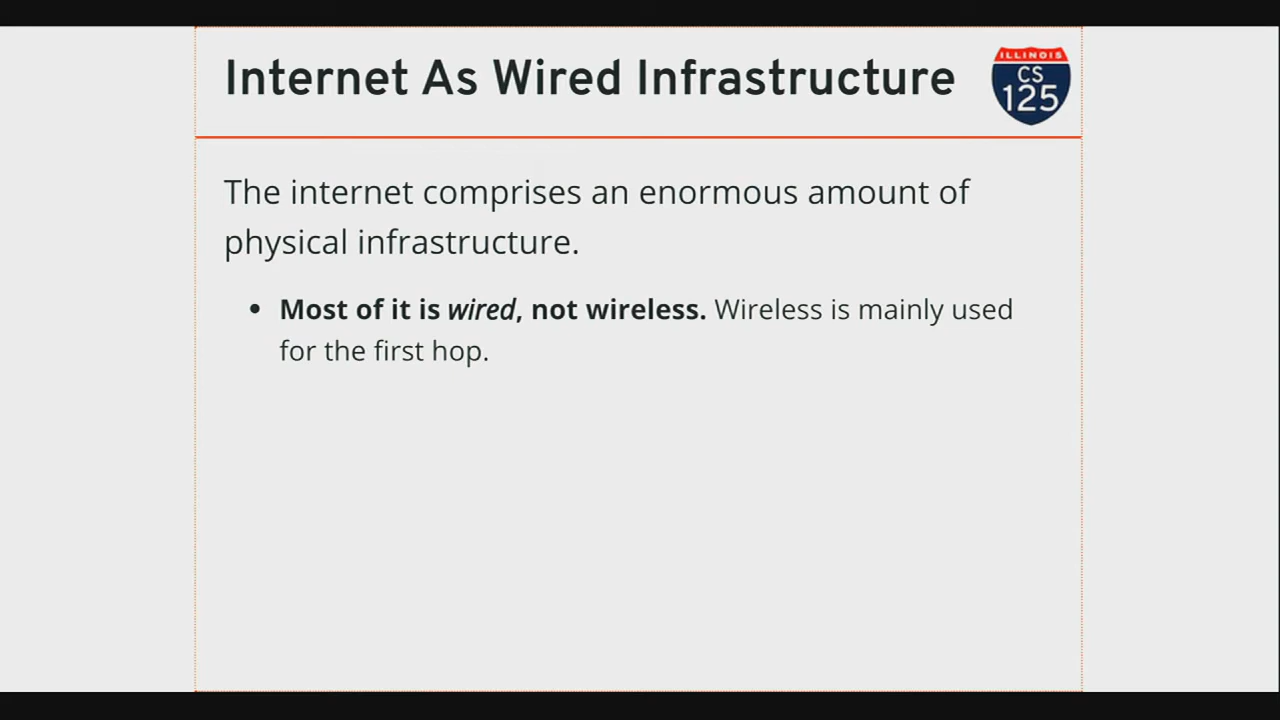 Internet As Wired Infrastructure
ILLINOIS
CS
125
The internet comprises an enormous amount of
physical infrastructure.
• Most of it is wired, not wireless. Wireless is mainly used
for the first hop.